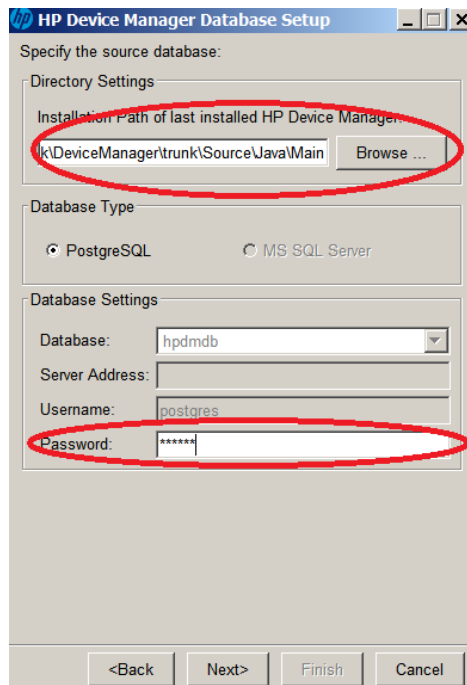 hp HP Device Manager Database Setup
Specify the source database:
Directory Settings
Installation Path of last installed HP Device Manager:
k\DeviceManager\trunk\Source\Java\Main Browse ...
Database Type
PostgreSQL MS SQL Server
Database Settings
Database: hpdmdb
Server Address:
Username: postgres
Password: ******
<Back Next> Finish Cancel